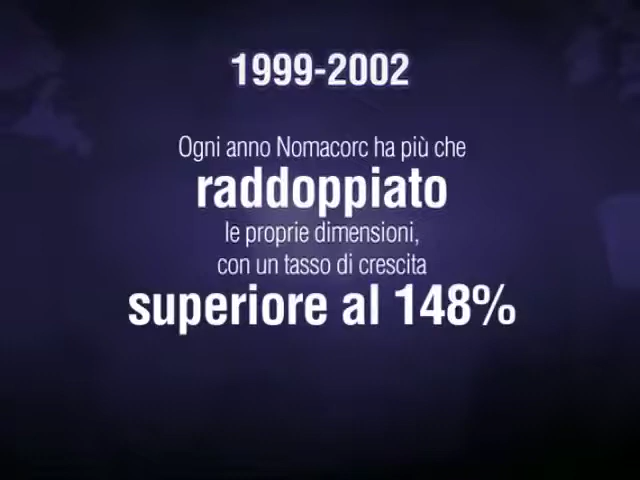 1999-2002
Ogni anno Nomacorc ha più che
raddoppiato
le proprie dimensioni,
con un tasso di crescita
superiore al 148%